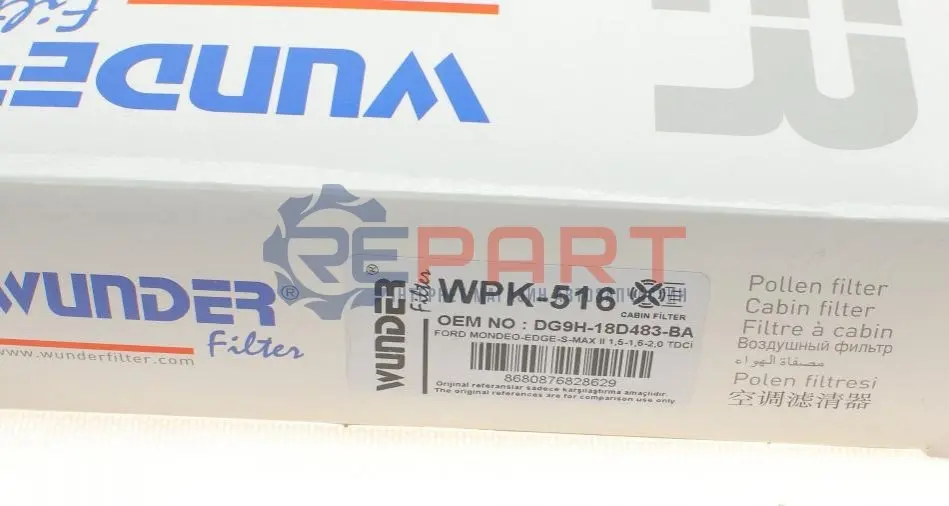 Filter
WUNDER
REPART
WUNDER®
Filter
www.wunderfilter.com
WUNDER®
Filter
WPK-516
CABIN FİLTER
OEM NO : DG9H-18D483-BA
FORD MONDEO-EDGE-S-MAX II 1,5-1,6-2,0 TDCI
8680876828629
Orijinal referanslar sadece karşılaştırma amaçlıdır.
The original references are for comparison use only
Pollen filter
Cabin filter
Filtre à cabin
Воздушный фильтр
مصفاة الهواء
Polen filtresi
空调滤清器